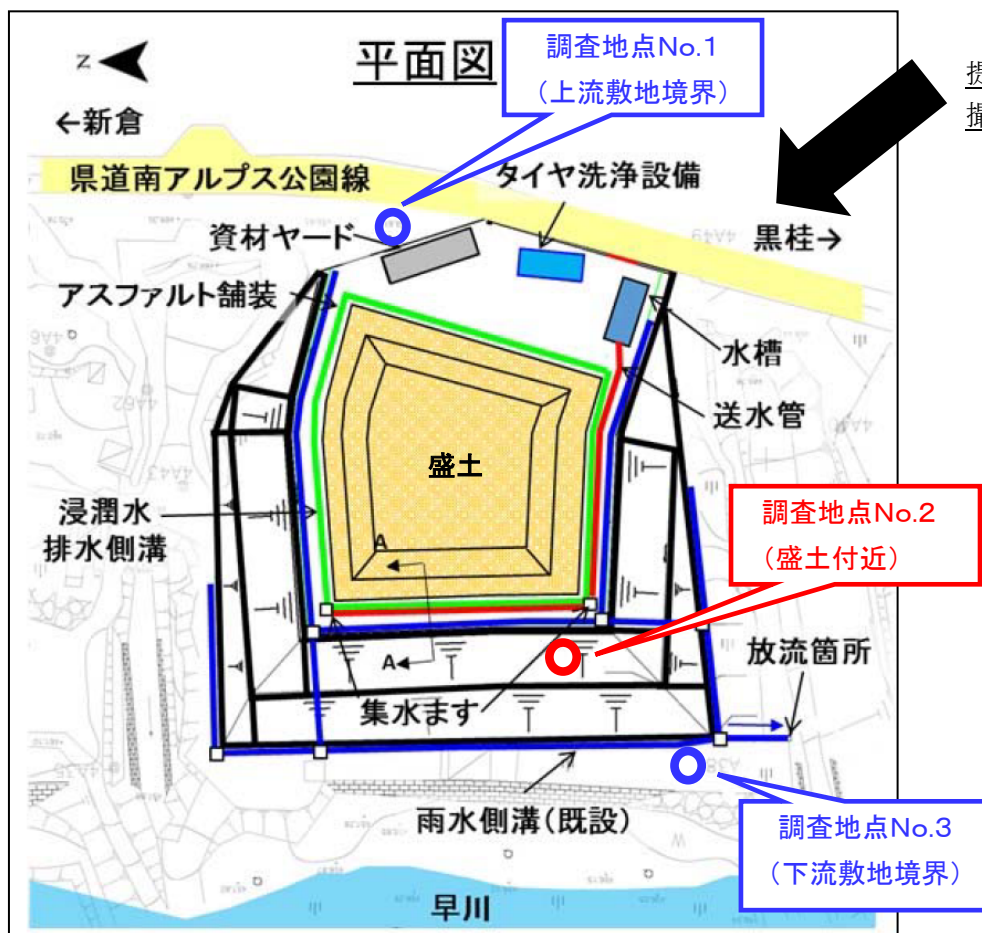 平面図
Z
←新倉
調査地点No.1
(上流敷地境界)
県道南アルプス公園線
タイヤ洗浄設備
資材ヤード
黒桂→
アスファルト舗装
水槽
送水管
盛土
浸潤水
排水側溝
調査地点No.2
(盛土付近)
A
A
放流箇所
集水ます
雨水側溝(既設)
調査地点No.3
(下流敷地境界)
早川
4A49
4A62
4A43